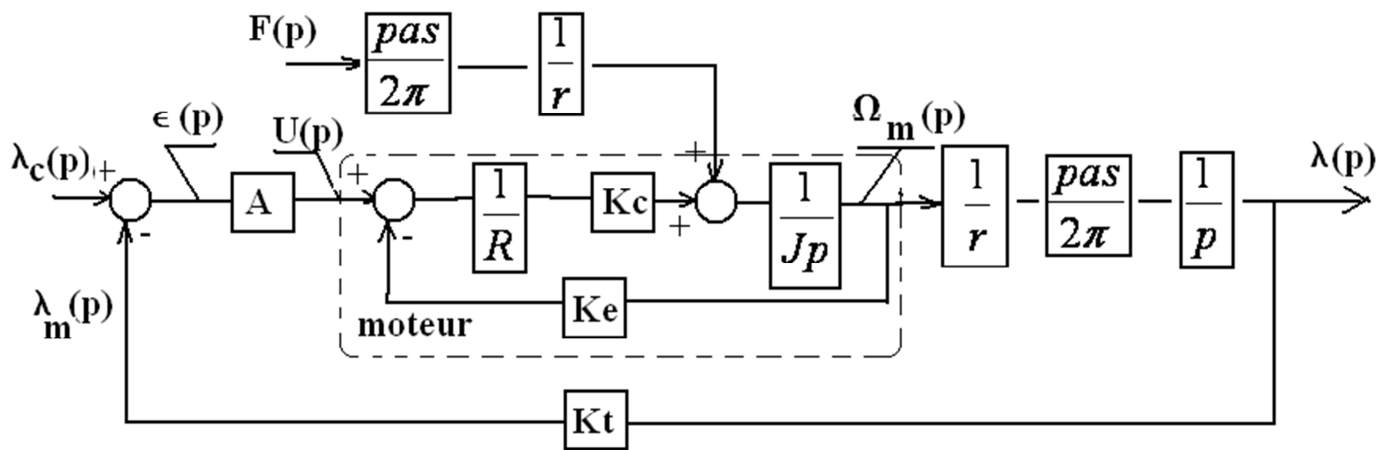 F(p) pas/2π 1/r
λc(p) + - ϵ(p) A U(p) + - 1/R Kc + + 1/Jp Ωm(p) 1/r pas/2π 1/p λ(p)
λm(p) moteur Ke
Kt